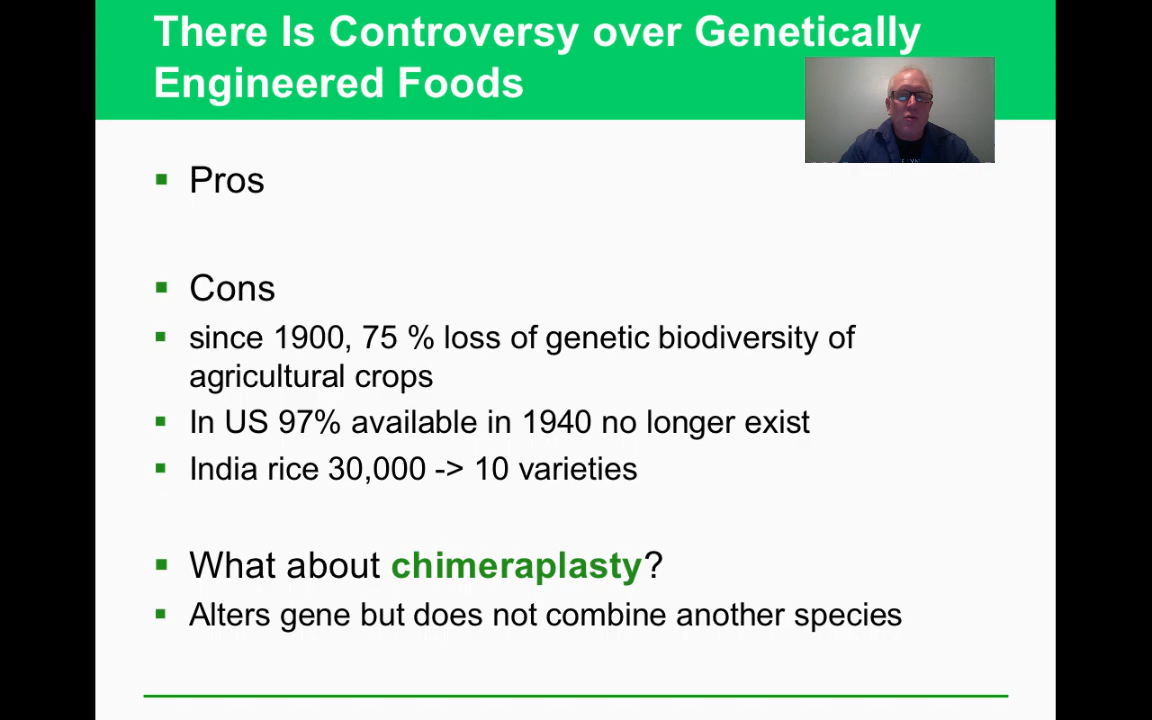 There Is Controversy over Genetically
Engineered Foods
Pros
Cons
since 1900, 75 % loss of genetic biodiversity of
agricultural crops
In US 97% available in 1940 no longer exist
India rice 30,000 -> 10 varieties
What about chimeraplasty?
Alters gene but does not combine another species